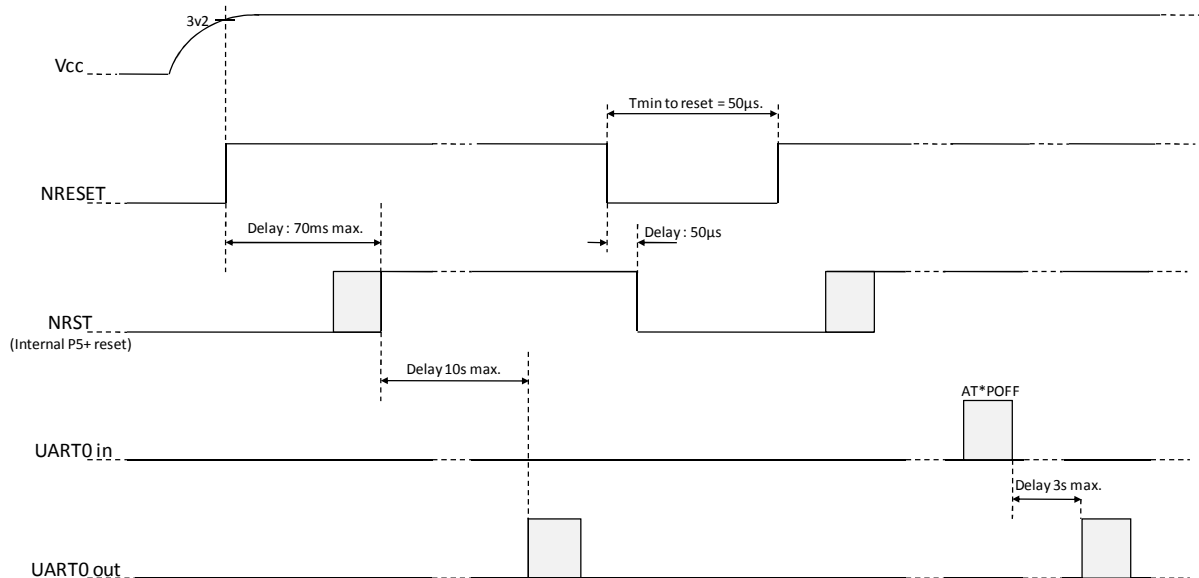 3v2
Vcc
Tmin to reset = 50µs.
NRESET
Delay : 70ms max.
Delay : 50µs
NRST
(Internal P5+ reset)
Delay 10s max.
AT*POFF
UART0 in
Delay 3s max.
UART0 out